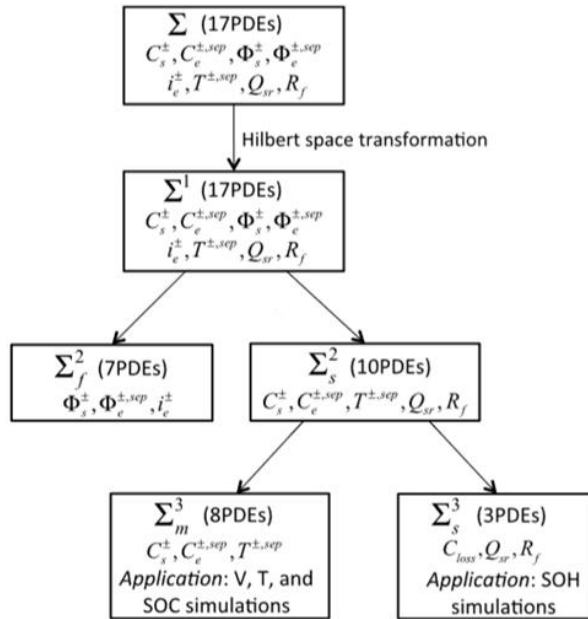 Σ (17PDEs)
C_s^±, C_e^{±,sep}, Φ_s^±, Φ_e^{±,sep}
i_e^±, T^{±,sep}, Q_sr, R_f
Hilbert space transformation
Σ^1 (17PDEs)
C_s^±, C_e^{±,sep}, Φ_s^±, Φ_e^{±,sep}
i_e^±, T^{±,sep}, Q_sr, R_f
Σ_f^2 (7PDEs)
Φ_s^±, Φ_e^{±,sep}, i_e^±
Σ_s^2 (10PDEs)
C_s^±, C_e^{±,sep}, T^{±,sep}, Q_sr, R_f
Σ_m^3 (8PDEs)
C_s^±, C_e^{±,sep}, T^{±,sep}
Application: V, T, and
SOC simulations
Σ_s^3 (3PDEs)
C_loss, Q_sr, R_f
Application: SOH
simulations